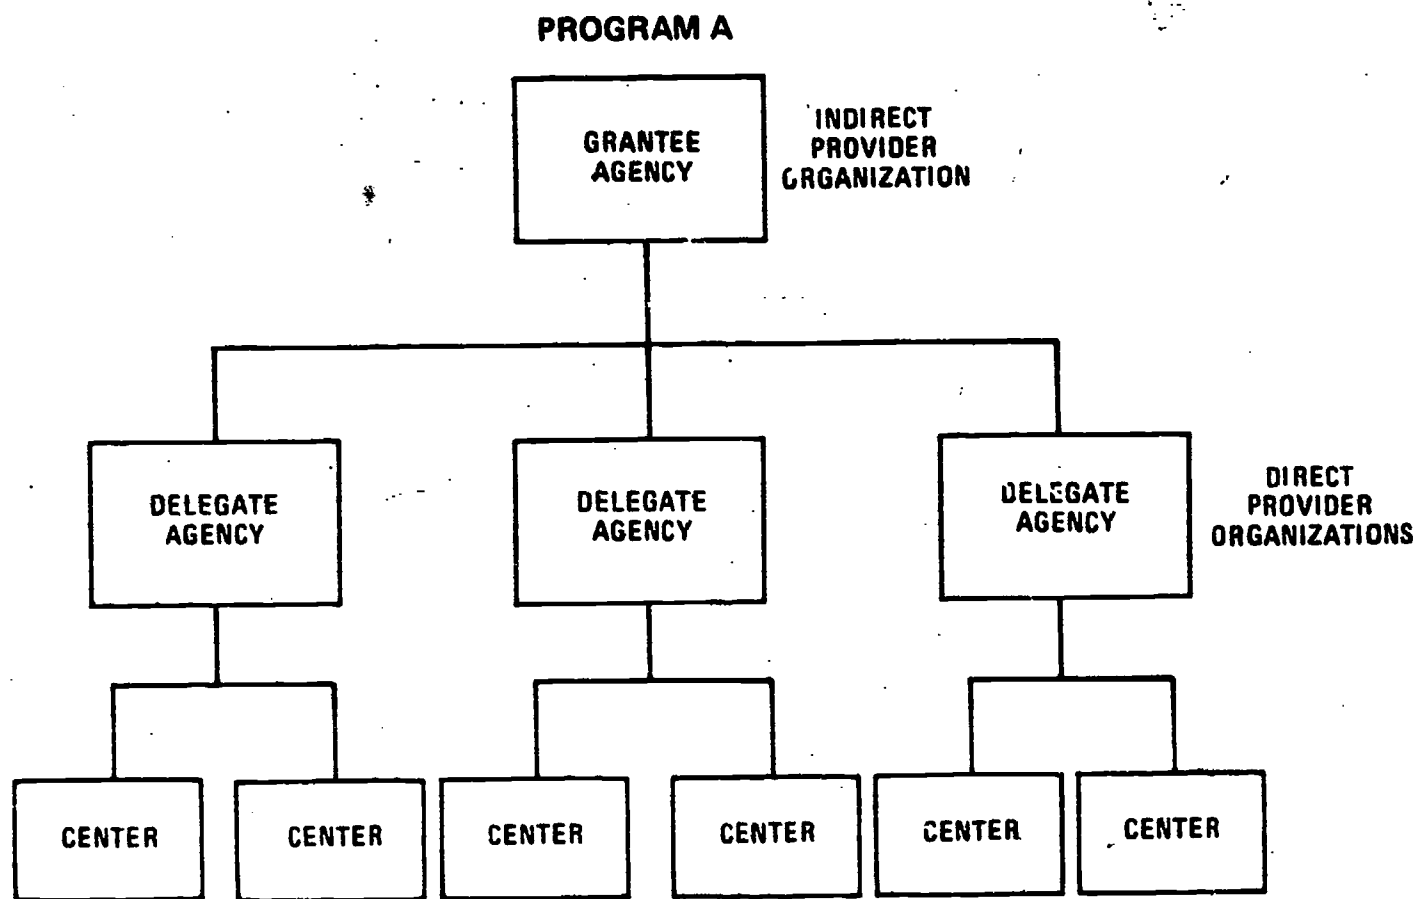 PROGRAM A
GRANTEE
AGENCY
INDIRECT
PROVIDER
ORGANIZATION
DELEGATE
AGENCY
DELEGATE
AGENCY
DELEGATE
AGENCY
DIRECT
PROVIDER
ORGANIZATIONS
CENTER
CENTER
CENTER
CENTER
CENTER
CENTER